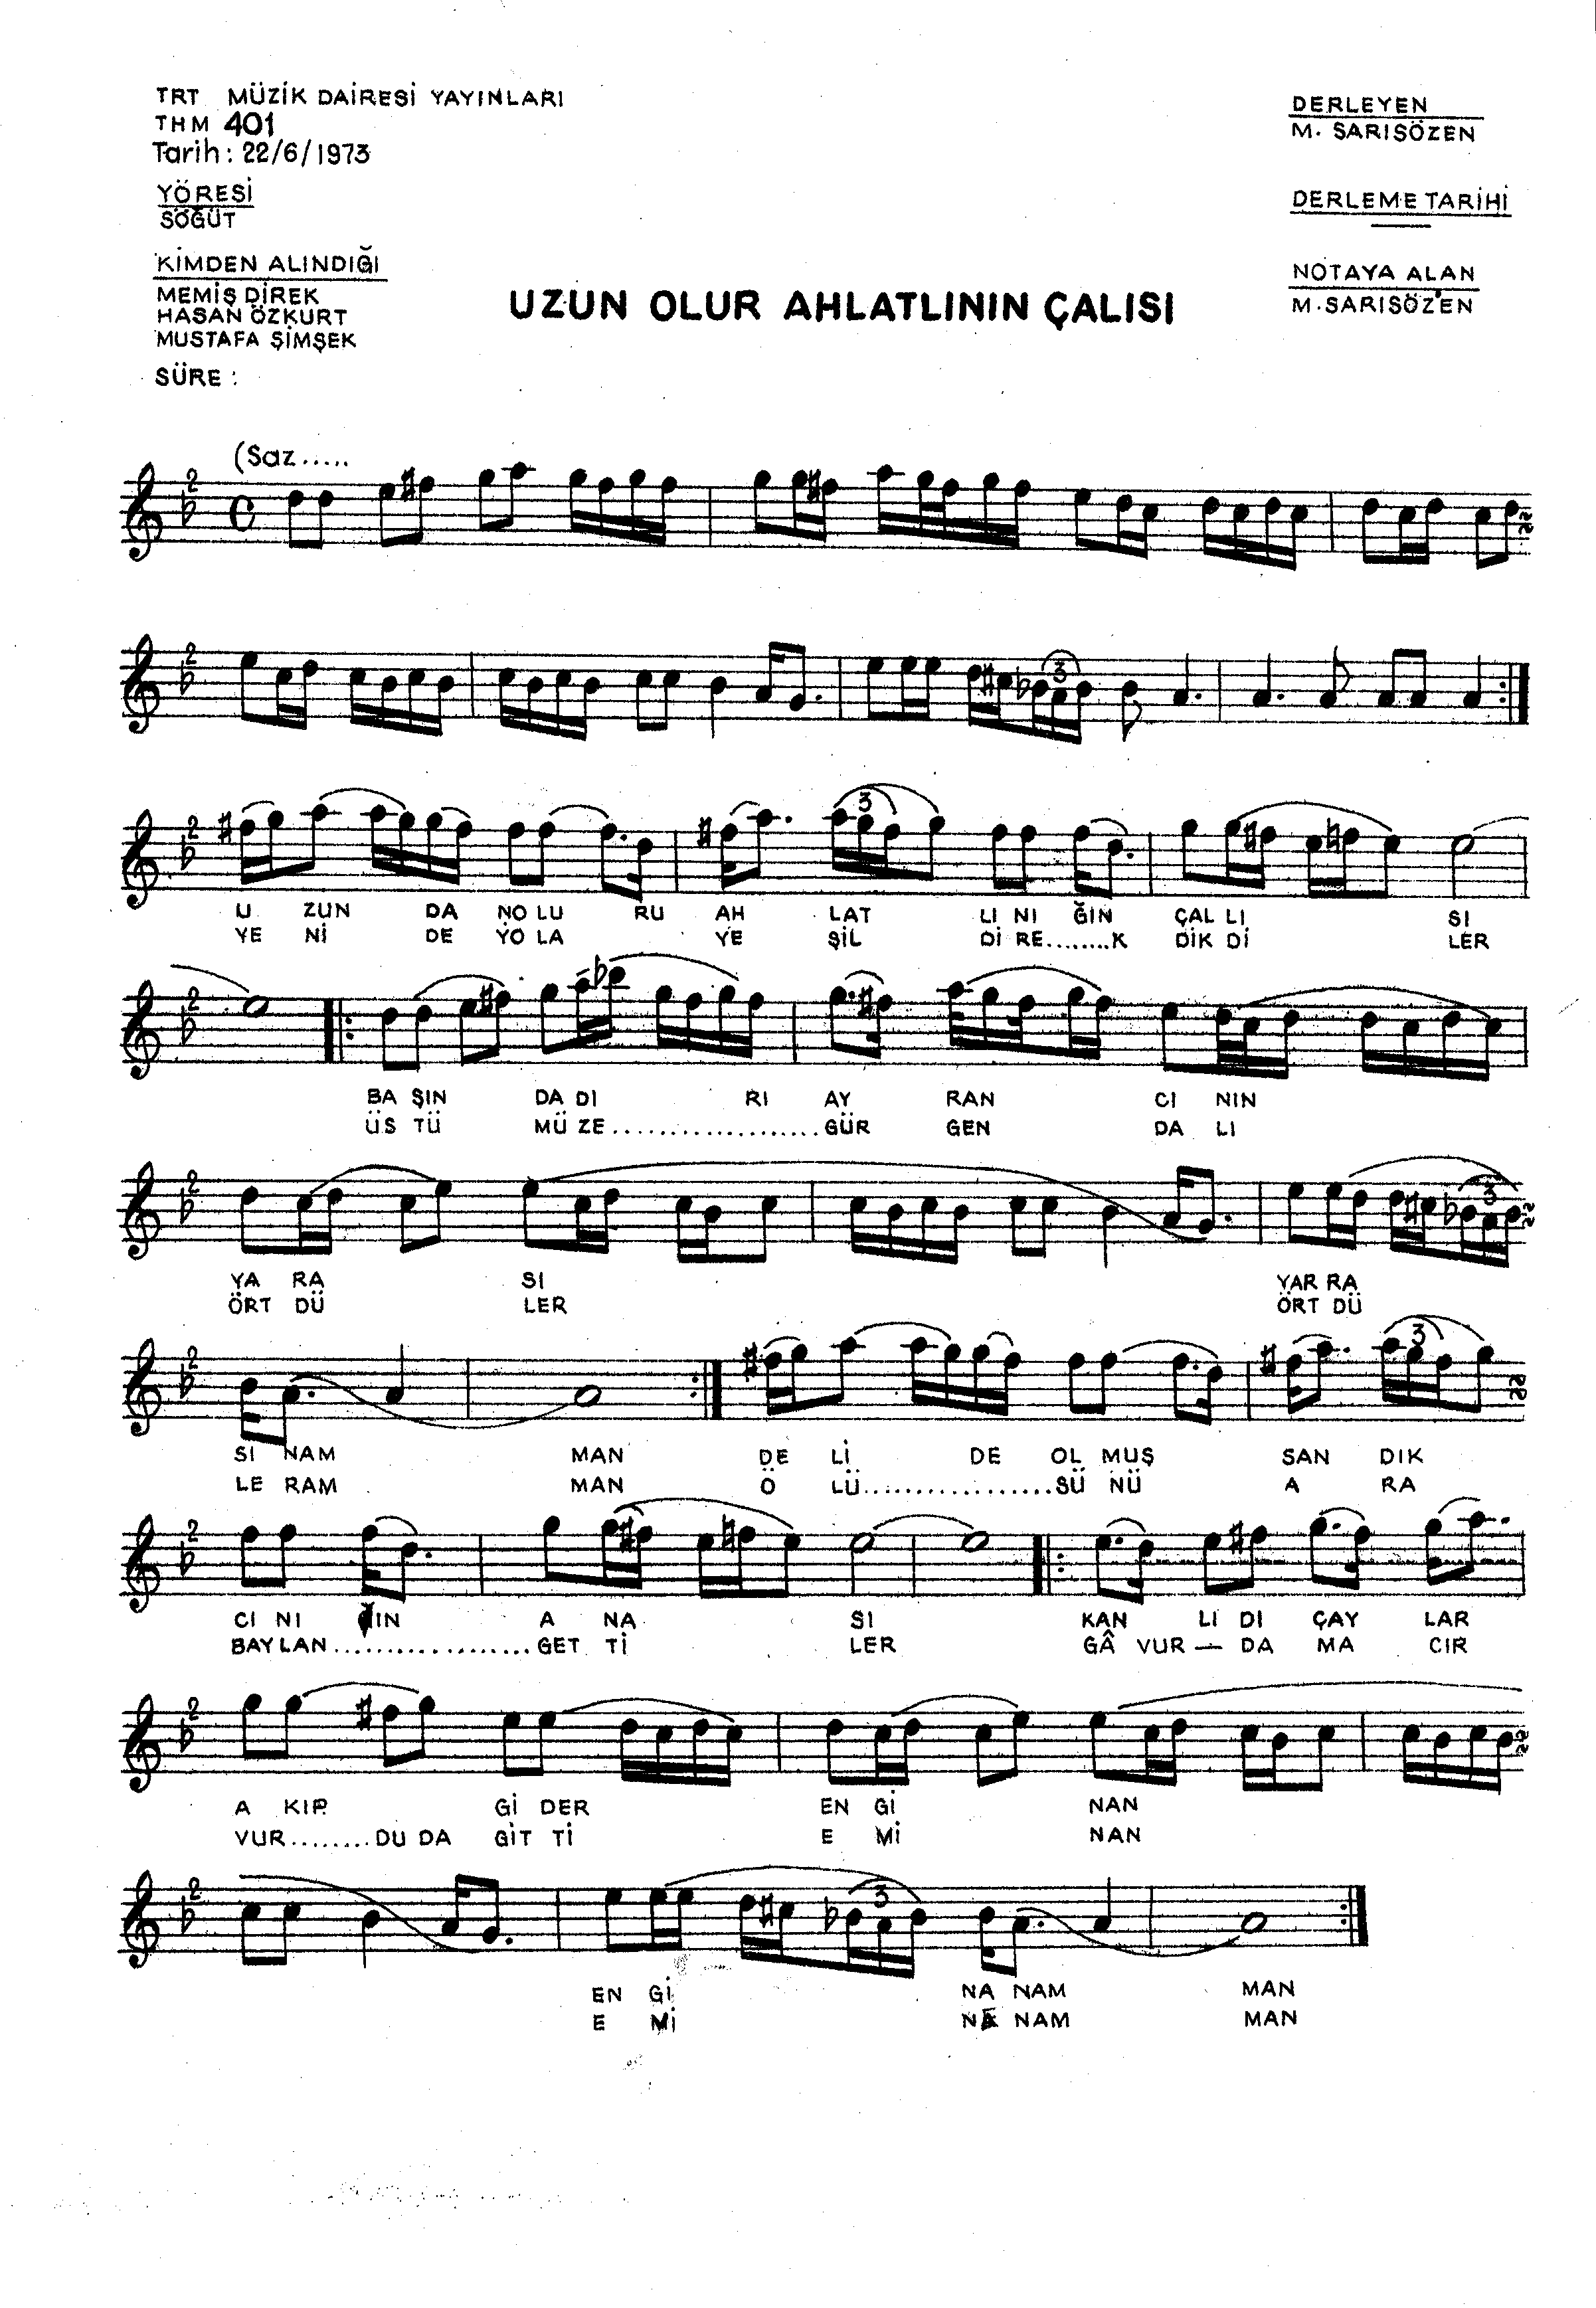 TRT MÜZİK DAİRESİ YAYINLARI
THM 401
Tarih: 22/6/1973
YÖRESİ
SÖĞÜT
KİMDEN ALINDIĞI
MEMİŞ DİREK
HASAN ÖZKURT
MUSTAFA ŞİMŞEK
SÜRE :
DERLEYEN
M. SARISÖZEN
DERLEME TARİHİ
NOTAYA ALAN
M. SARISÖZEN
UZUN OLUR AHLATLININ ÇALISI
(Saz.....
3
3
U ZUN DA NO LU RU AH LAT LI NI ĞIN ÇAL LI SI
YE Nİ DE YO LA YE ŞİL Dİ RE........K DİK Dİ LER
BA ŞIN DA DI RI AY RAN CI NIN
ÜS TÜ MÜ ZE...................GÜR GEN DA LI
3
YA RA SI YAR RA
ÖRT DÜ LER ÖRT DÜ
3
SI NAM MAN DE Lİ DE OL MUŞ SAN DIK
LE RAM MAN Ö LÜ..................SÜ NÜ A RA
CI NI ĞIN A NA SI KAN LI DI ÇAY LAR
BAYLAN..................GET Tİ LER GÂ VUR — DA MA CIR
A KIP Gİ DER EN Gİ NAN
VUR........DU DA GİT Tİ E Mİ NAN
3
EN Gİ NA NAM MAN
E Mİ NA NAM MAN